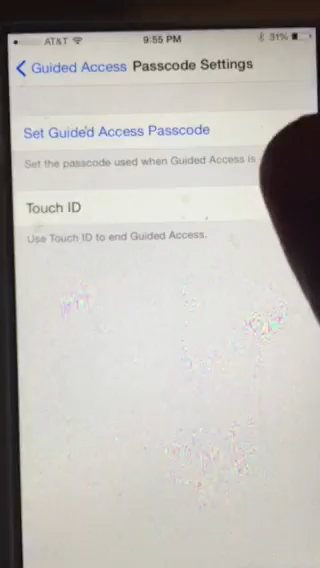 AT&T 9:55 PM 31%
Guided Access Passcode Settings
Set Guided Access Passcode
Set the passcode used when Guided Access is
Touch ID
Use Touch ID to end Guided Access.